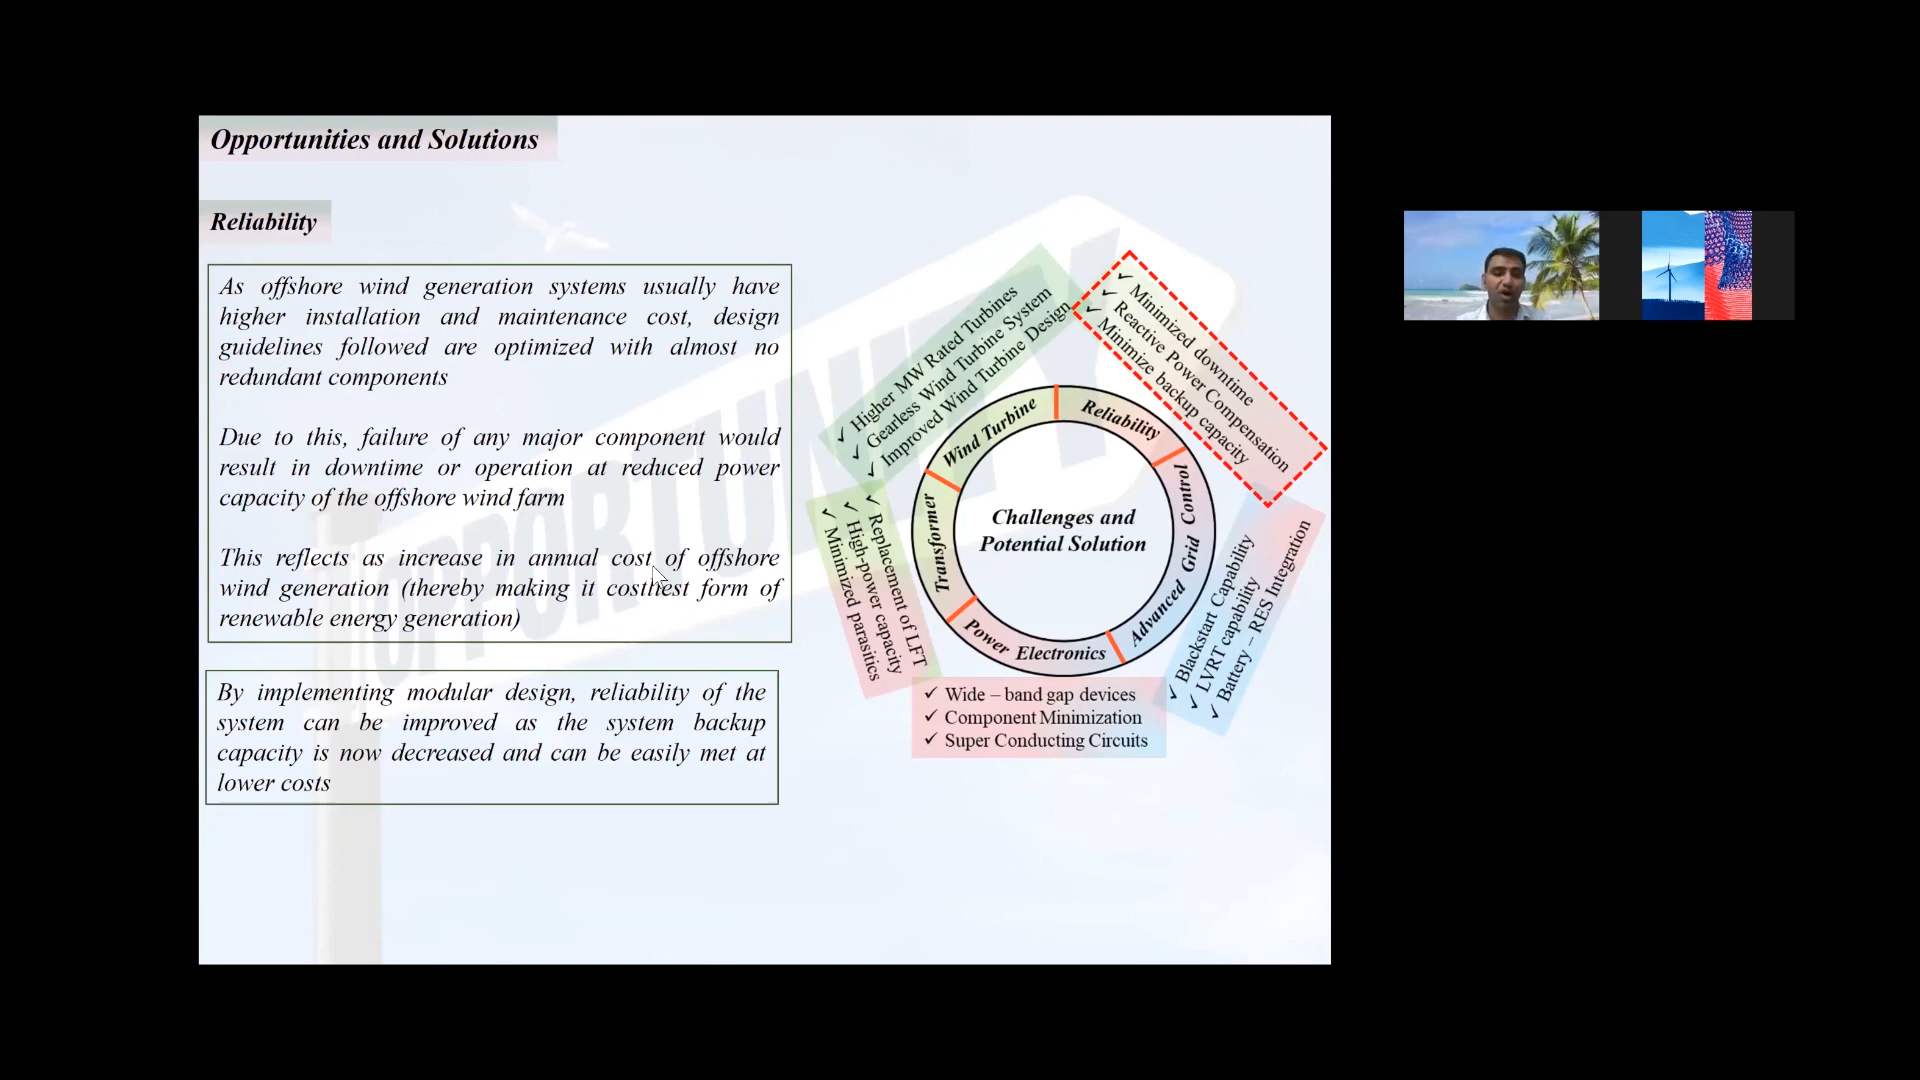 Opportunities and Solutions
Reliability
As offshore wind generation systems usually have
higher installation and maintenance cost, design
guidelines followed are optimized with almost no
redundant components
Due to this, failure of any major component would
result in downtime or operation at reduced power
capacity of the offshore wind farm
This reflects as increase in annual cost of offshore
wind generation (thereby making it costliest form of
renewable energy generation)
By implementing modular design, reliability of the
system can be improved as the system backup
capacity is now decreased and can be easily met at
lower costs
✓ Higher MW Rated Turbines
✓ Gearless Wind Turbine System
✓ Improved Wind Turbine Design
✓ Minimized downtime
✓ Reactive Power Compensation
✓ Minimize backup capacity
Wind Turbine
Reliability
Advanced Grid Control
Power Electronics
Transformer
Challenges and
Potential Solution
✓ Replacement of LFT
✓ High-power capacity
✓ Minimized parasitics
✓ Blackstart Capability
✓ LVRT capability
✓ Battery – RES Integration
✓ Wide – band gap devices
✓ Component Minimization
✓ Super Conducting Circuits
OPPORTUNITY